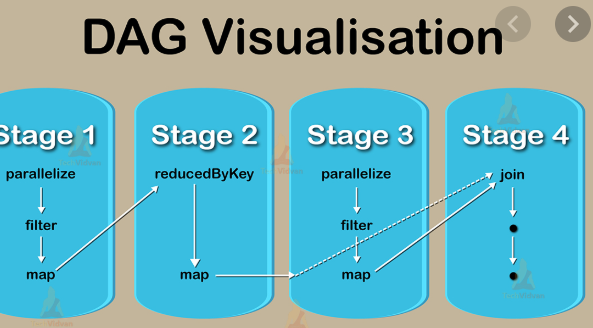 DAG Visualisation
Stage 1
parallelize
filter
map
Stage 2
reducedByKey
map
Stage 3
parallelize
filter
map
Stage 4
join